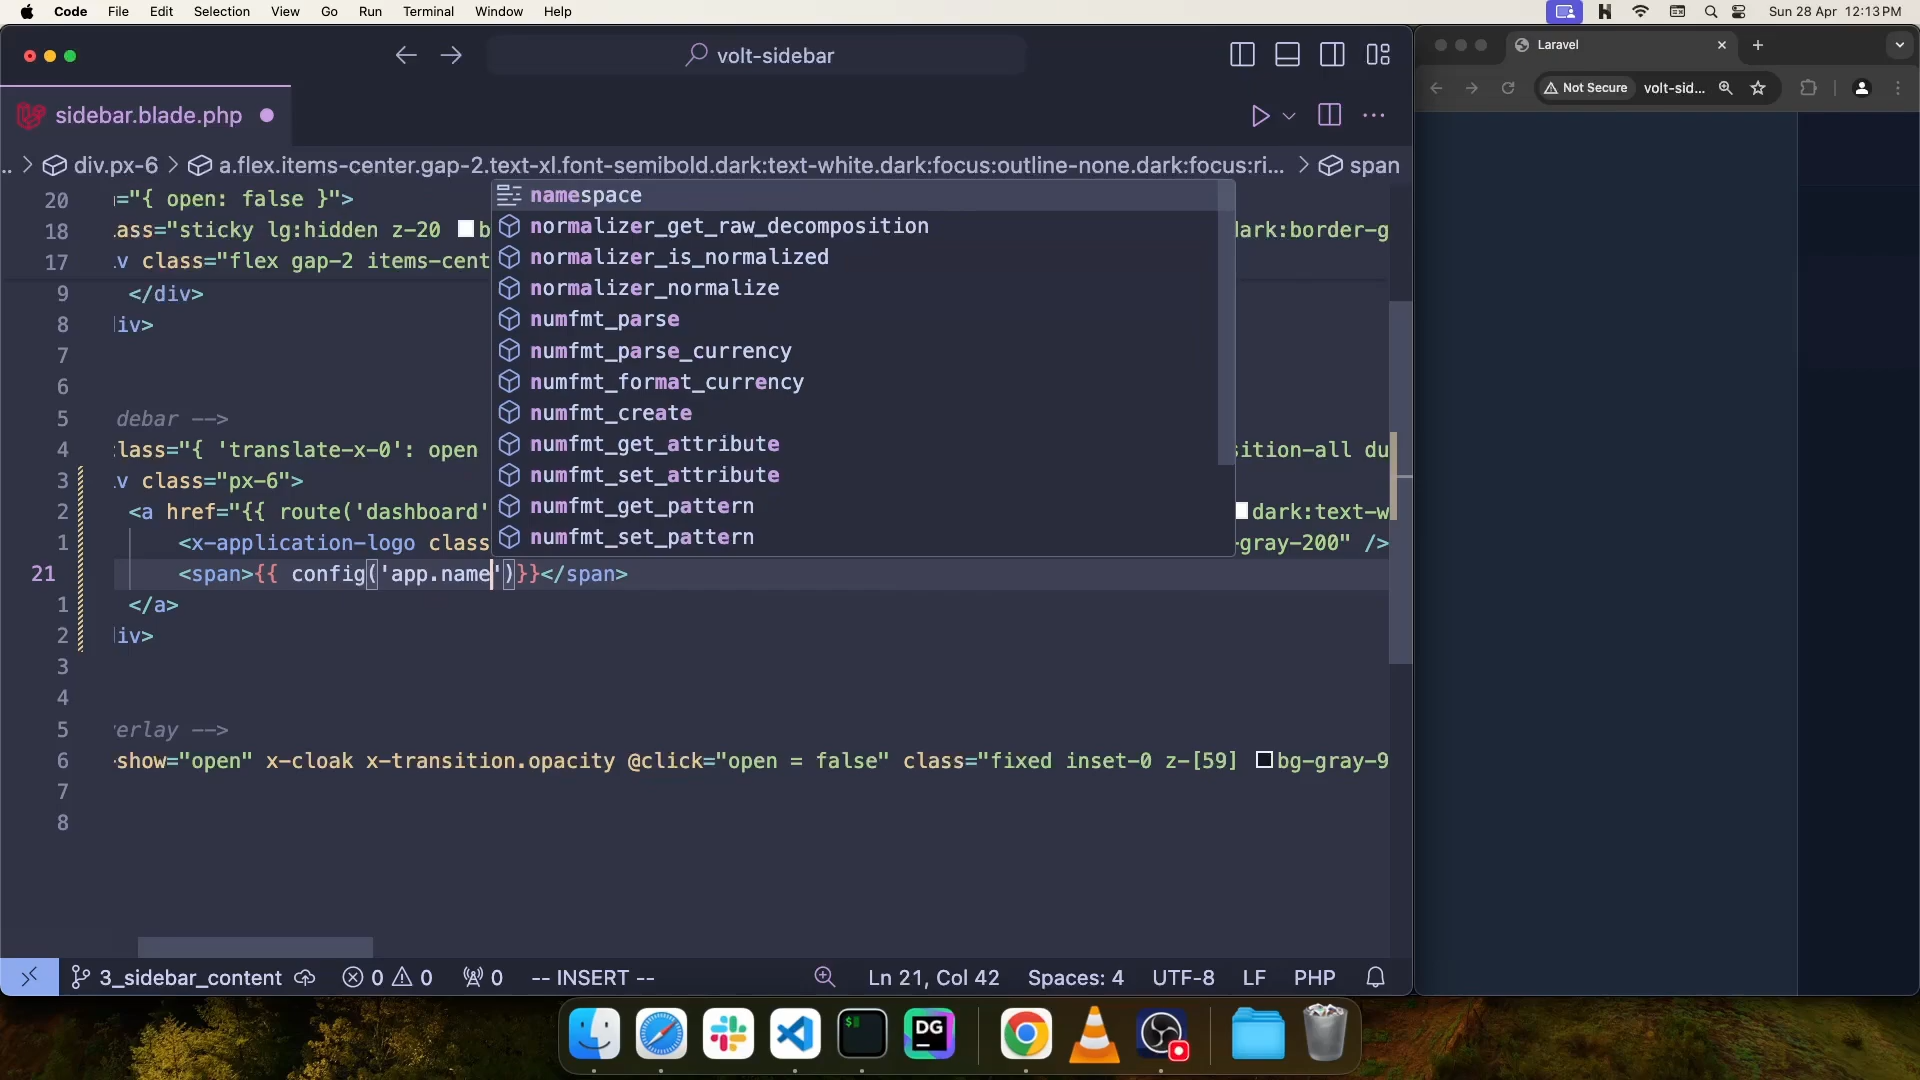 Code File Edit Selection View Go Run Terminal Window Help Sun 28 Apr 12:13 PM
volt-sidebar
Laravel
Not Secure volt-sid...
sidebar.blade.php
.. > div.px-6 > a.flex.items-center.gap-2.text-xl.font-semibold.dark:text-white.dark:focus:outline-none.dark:focus:ri... > span
20 ="{ open: false }">
18 ass="sticky lg:hidden z-20 b dark:border-g
17 v class="flex gap-2 items-cent
9 </div>
8 iv>
7
6
5 debar -->
4 class="{ 'translate-x-0': open sition-all du
3 v class="px-6">
2 <a href="{{ route('dashboard' dark:text-w
1 <x-application-logo class -gray-200" />
21 <span>{{ config('app.name')}}</span>
1 </a>
2 iv>
3
4
5 verlay -->
6 -show="open" x-cloak x-transition.opacity @click="open = false" class="fixed inset-0 z-[59] bg-gray-9
7
8
namespace
normalizer_get_raw_decomposition
normalizer_is_normalized
normalizer_normalize
numfmt_parse
numfmt_parse_currency
numfmt_format_currency
numfmt_create
numfmt_get_attribute
numfmt_set_attribute
numfmt_get_pattern
numfmt_set_pattern
3_sidebar_content 0 0 0 -- INSERT -- Ln 21, Col 42 Spaces: 4 UTF-8 LF PHP
$
DG